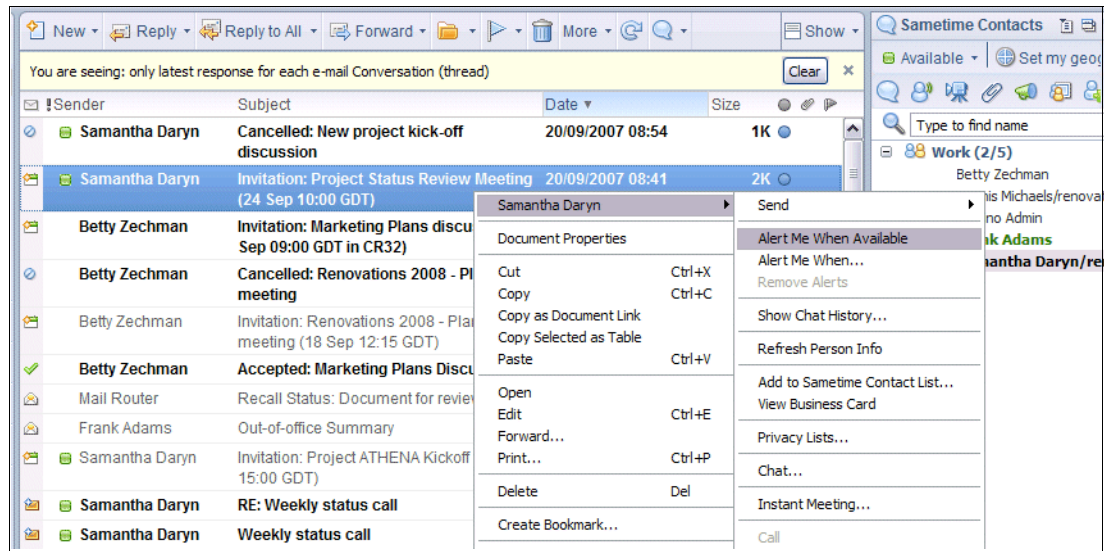 New Reply Reply to All Forward More Show
Sametime Contacts
Available Set my geog
You are seeing: only latest response for each e-mail Conversation (thread) Clear
Type to find name
! Sender Subject Date Size
Samantha Daryn Cancelled: New project kick-off 20/09/2007 08:54 1K
discussion
Samantha Daryn Invitation: Project Status Review Meeting 20/09/2007 08:41 2K
(24 Sep 10:00 GDT)
Betty Zechman Invitation: Marketing Plans discu
Sep 09:00 GDT in CR32)
Betty Zechman Cancelled: Renovations 2008 - Pl
meeting
Betty Zechman Invitation: Renovations 2008 - Plan
meeting (18 Sep 12:15 GDT)
Betty Zechman Accepted: Marketing Plans Discu
Mail Router Recall Status: Document for review
Frank Adams Out-of-office Summary
Samantha Daryn Invitation: Project ATHENA Kickoff
15:00 GDT)
Samantha Daryn RE: Weekly status call
Samantha Daryn Weekly status call
Samantha Daryn
Document Properties
Cut Ctrl+X
Copy Ctrl+C
Copy as Document Link
Copy Selected as Table
Paste Ctrl+V
Open
Edit Ctrl+E
Forward...
Print... Ctrl+P
Delete Del
Create Bookmark...
Send
Alert Me When Available
Alert Me When...
Remove Alerts
Show Chat History...
Refresh Person Info
Add to Sametime Contact List...
View Business Card
Privacy Lists...
Chat...
Instant Meeting...
Call
Work (2/5)
Betty Zechman
nis Michaels/renova
no Admin
nk Adams
mantha Daryn/re